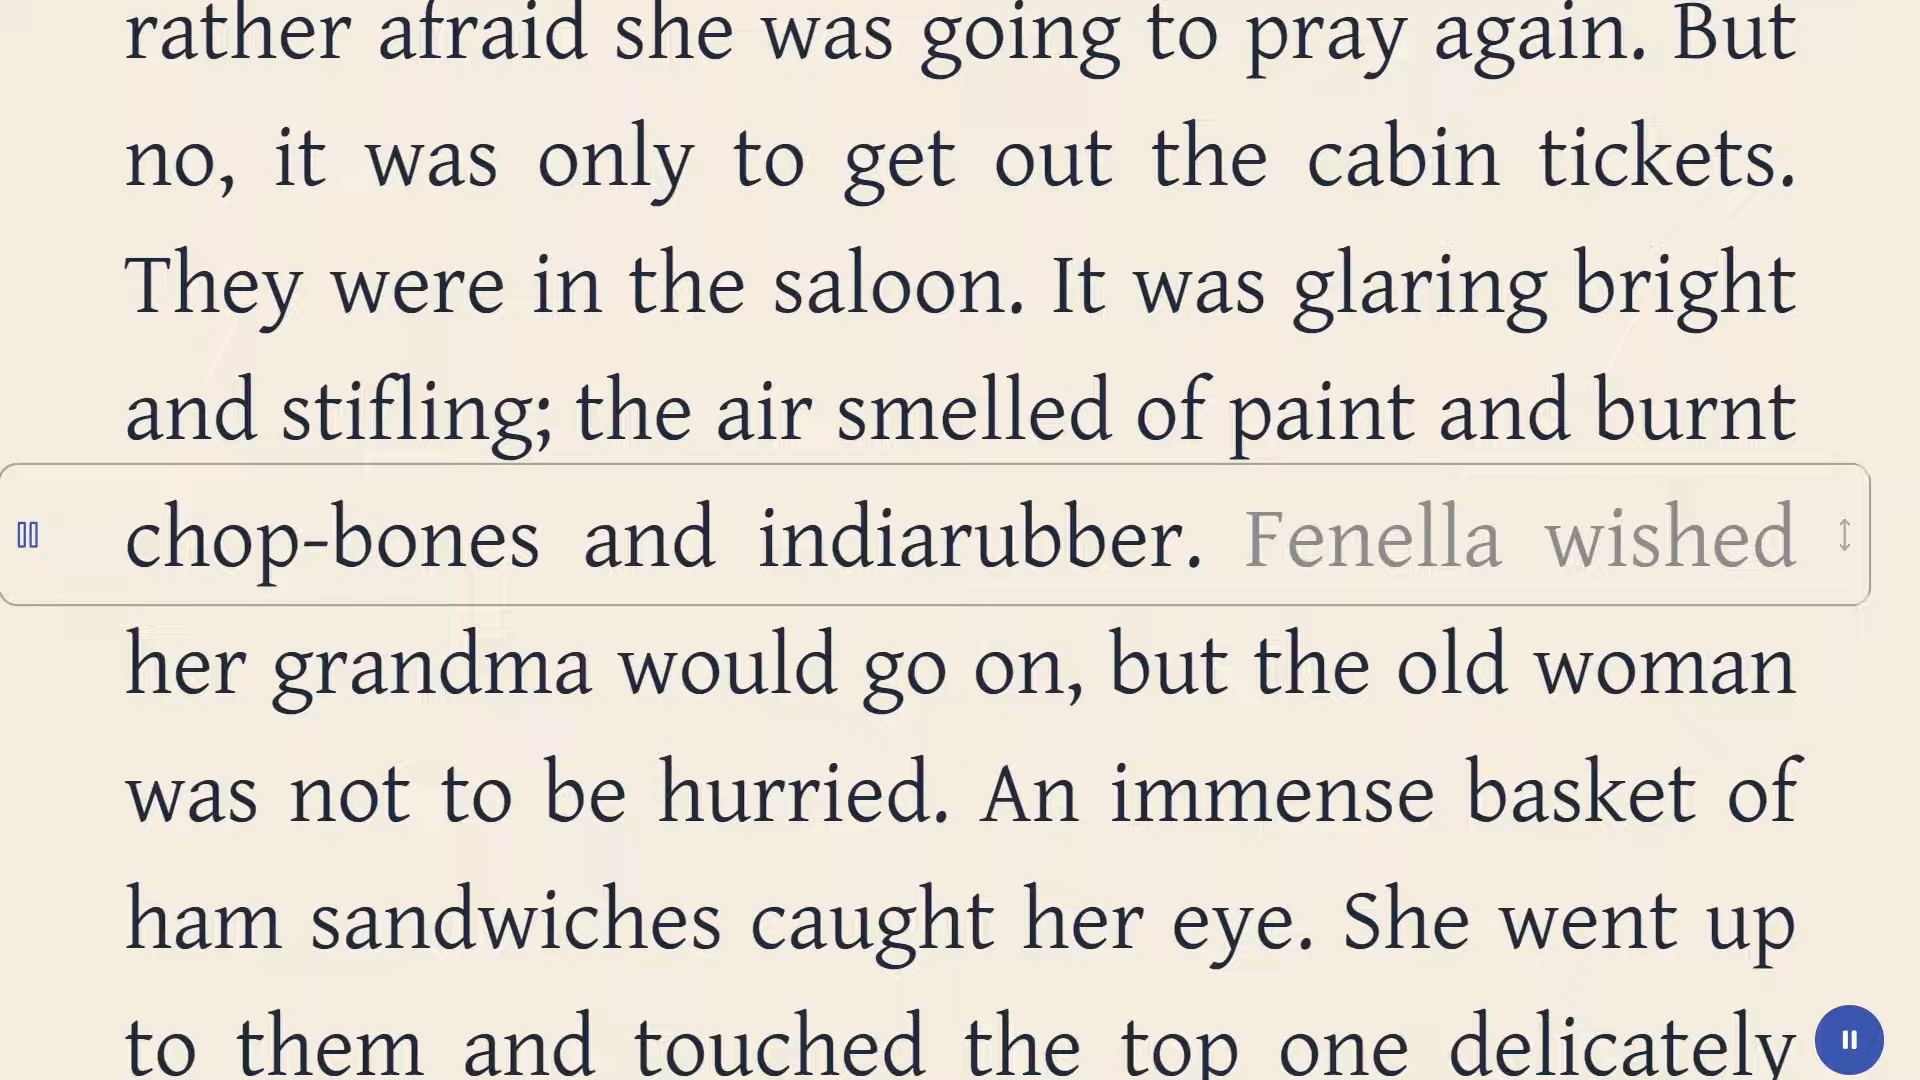 rather afraid she was going to pray again. But
no, it was only to get out the cabin tickets.
They were in the saloon. It was glaring bright
and stifling; the air smelled of paint and burnt
chop-bones and indiarubber. Fenella wished
her grandma would go on, but the old woman
was not to be hurried. An immense basket of
ham sandwiches caught her eye. She went up
to them and touched the top one delicately